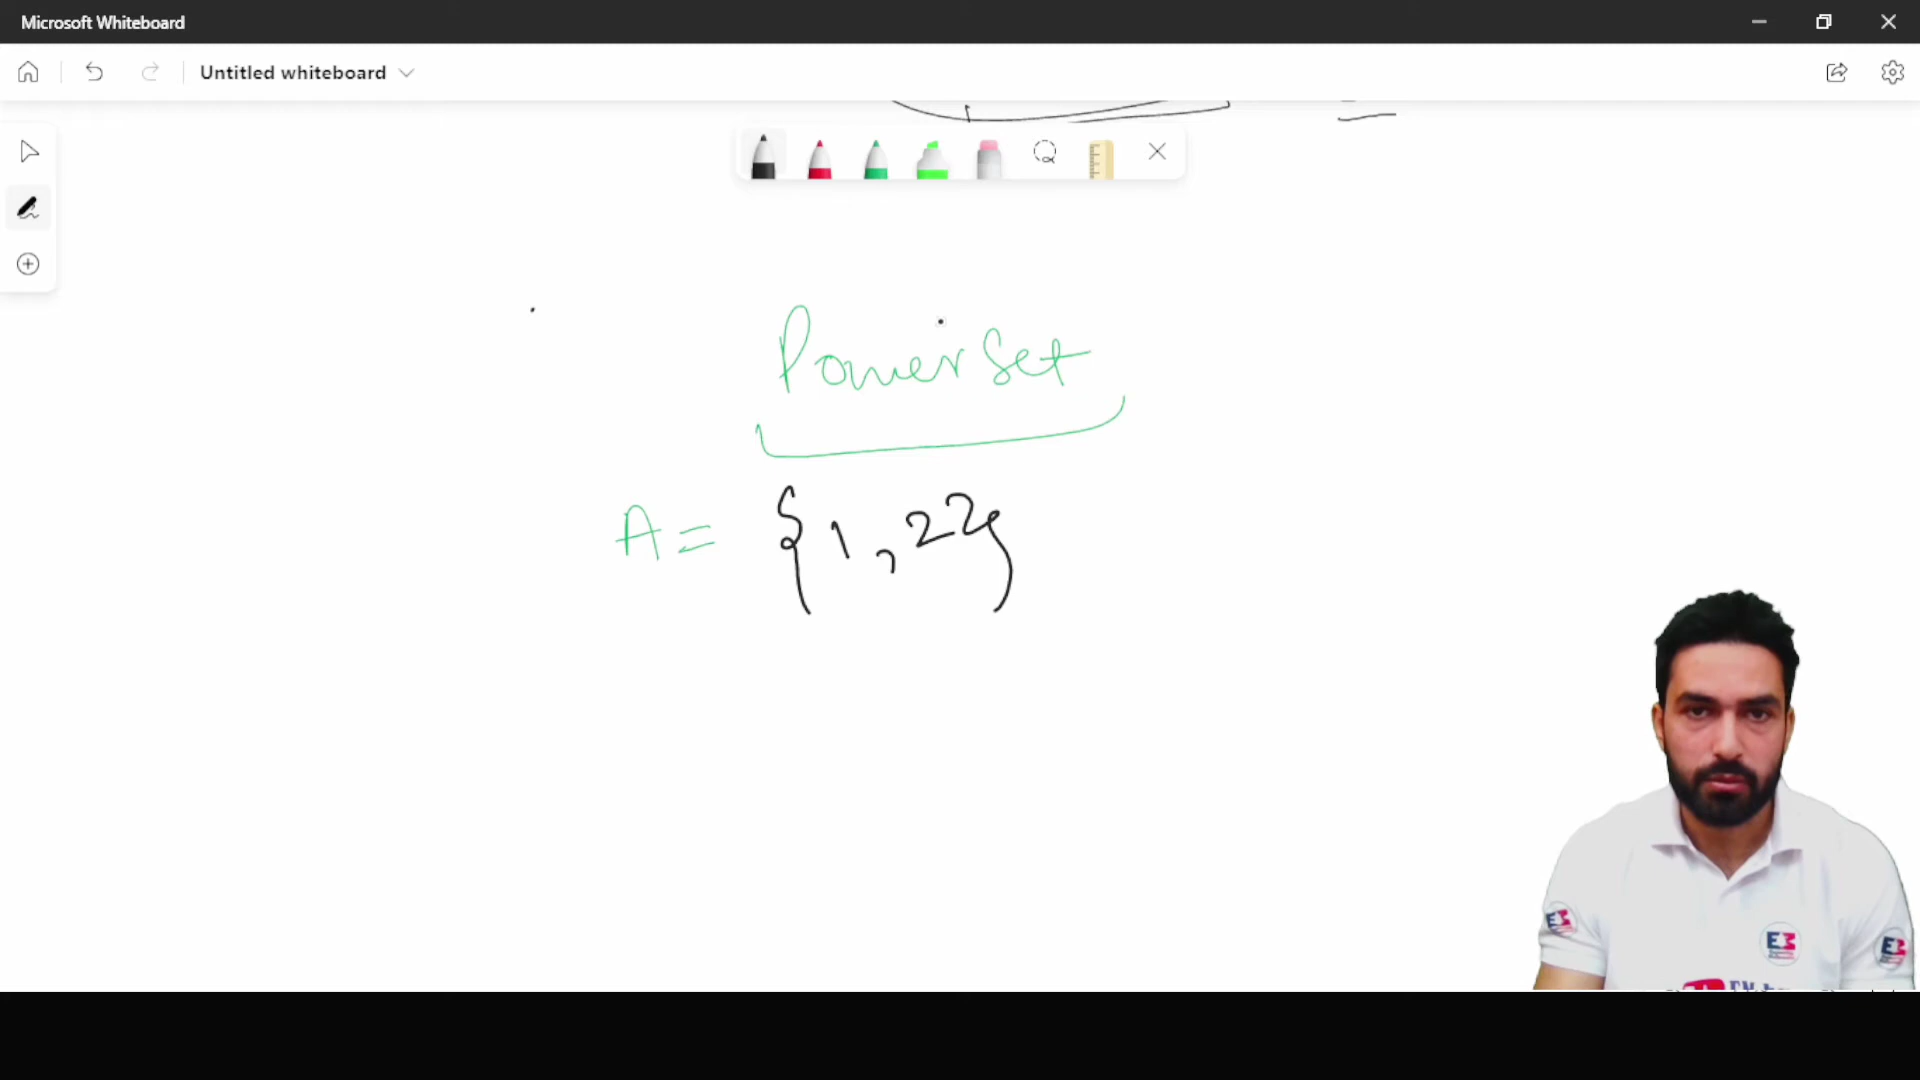 Microsoft Whiteboard
Untitled whiteboard
Power Set
A = {1, 2}